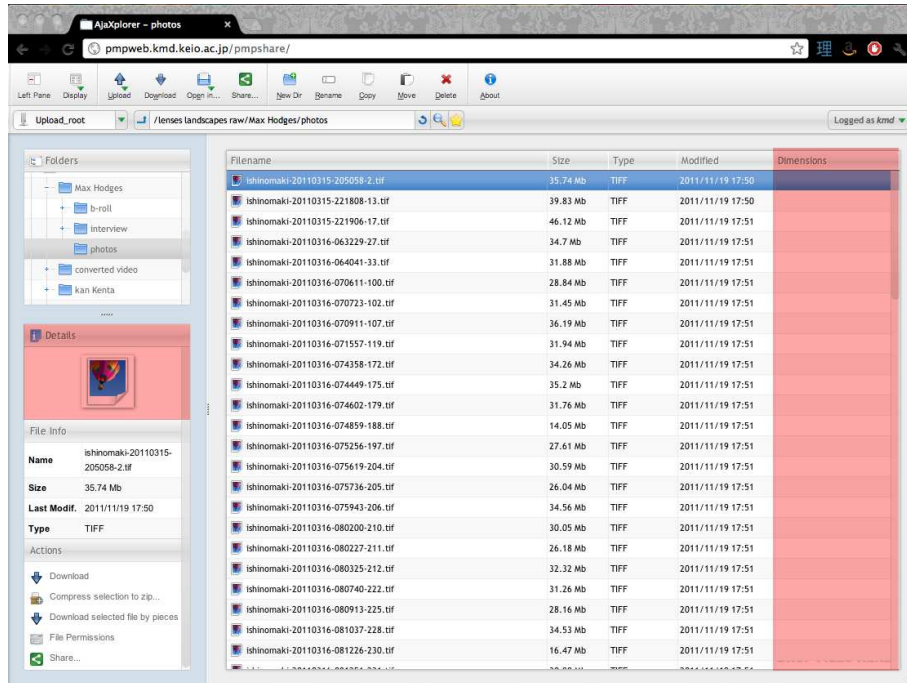 AjaXplorer – photos
pmpweb.kmd.keio.ac.jp/pmpshare/
理
Left Pane Display Upload Download Open in... Share... New Dir Rename Copy Move Delete About
Upload_root /lenses landscapes raw/Max Hodges/photos Logged as kmd
Folders
Max Hodges
b-roll
interview
photos
converted video
kan Kenta
Details
File Info
Name ishinomaki-20110315-
205058-2.tif
Size 35.74 Mb
Last Modif. 2011/11/19 17:50
Type TIFF
Actions
Download
Compress selection to zip...
Download selected file by pieces
File Permissions
Share...
Filename Size Type Modified Dimensions
ishinomaki-20110315-205058-2.tif 35.74 Mb TIFF 2011/11/19 17:50
ishinomaki-20110315-221808-13.tif 39.83 Mb TIFF 2011/11/19 17:50
ishinomaki-20110315-221906-17.tif 46.12 Mb TIFF 2011/11/19 17:51
ishinomaki-20110316-063229-27.tif 34.7 Mb TIFF 2011/11/19 17:51
ishinomaki-20110316-064041-33.tif 31.88 Mb TIFF 2011/11/19 17:51
ishinomaki-20110316-070611-100.tif 28.84 Mb TIFF 2011/11/19 17:51
ishinomaki-20110316-070723-102.tif 31.45 Mb TIFF 2011/11/19 17:51
ishinomaki-20110316-070911-107.tif 36.19 Mb TIFF 2011/11/19 17:51
ishinomaki-20110316-071557-119.tif 31.94 Mb TIFF 2011/11/19 17:51
ishinomaki-20110316-074358-172.tif 34.26 Mb TIFF 2011/11/19 17:51
ishinomaki-20110316-074449-175.tif 35.2 Mb TIFF 2011/11/19 17:51
ishinomaki-20110316-074602-179.tif 31.76 Mb TIFF 2011/11/19 17:51
ishinomaki-20110316-074859-188.tif 14.05 Mb TIFF 2011/11/19 17:51
ishinomaki-20110316-075256-197.tif 27.61 Mb TIFF 2011/11/19 17:51
ishinomaki-20110316-075619-204.tif 30.59 Mb TIFF 2011/11/19 17:51
ishinomaki-20110316-075736-205.tif 26.04 Mb TIFF 2011/11/19 17:51
ishinomaki-20110316-075943-206.tif 34.56 Mb TIFF 2011/11/19 17:51
ishinomaki-20110316-080200-210.tif 30.05 Mb TIFF 2011/11/19 17:51
ishinomaki-20110316-080227-211.tif 26.18 Mb TIFF 2011/11/19 17:51
ishinomaki-20110316-080325-212.tif 32.32 Mb TIFF 2011/11/19 17:51
ishinomaki-20110316-080740-222.tif 31.26 Mb TIFF 2011/11/19 17:51
ishinomaki-20110316-080913-225.tif 28.16 Mb TIFF 2011/11/19 17:51
ishinomaki-20110316-081037-228.tif 34.53 Mb TIFF 2011/11/19 17:51
ishinomaki-20110316-081226-230.tif 16.47 Mb TIFF 2011/11/19 17:51